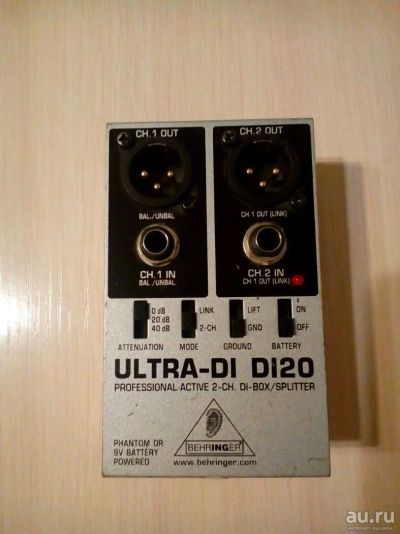 CH.1 OUT
CH.2 OUT
BAL./UNBAL
CH.1 OUT (LINK)
CH.1 IN
BAL./UNBAL.
CH.2 IN
CH 1 OUT (LINK)
0 dB
20 dB
40 dB
LINK
2-CH.
LIFT
GND
ON
OFF
ATTENUATION
MODE
GROUND
BATTERY
ULTRA-DI DI20
PROFESSIONAL ACTIVE 2-CH. DI-BOX/SPLITTER
PHANTOM OR
9V BATTERY
POWERED
BEHRINGER
www.behringer.com
au.ru